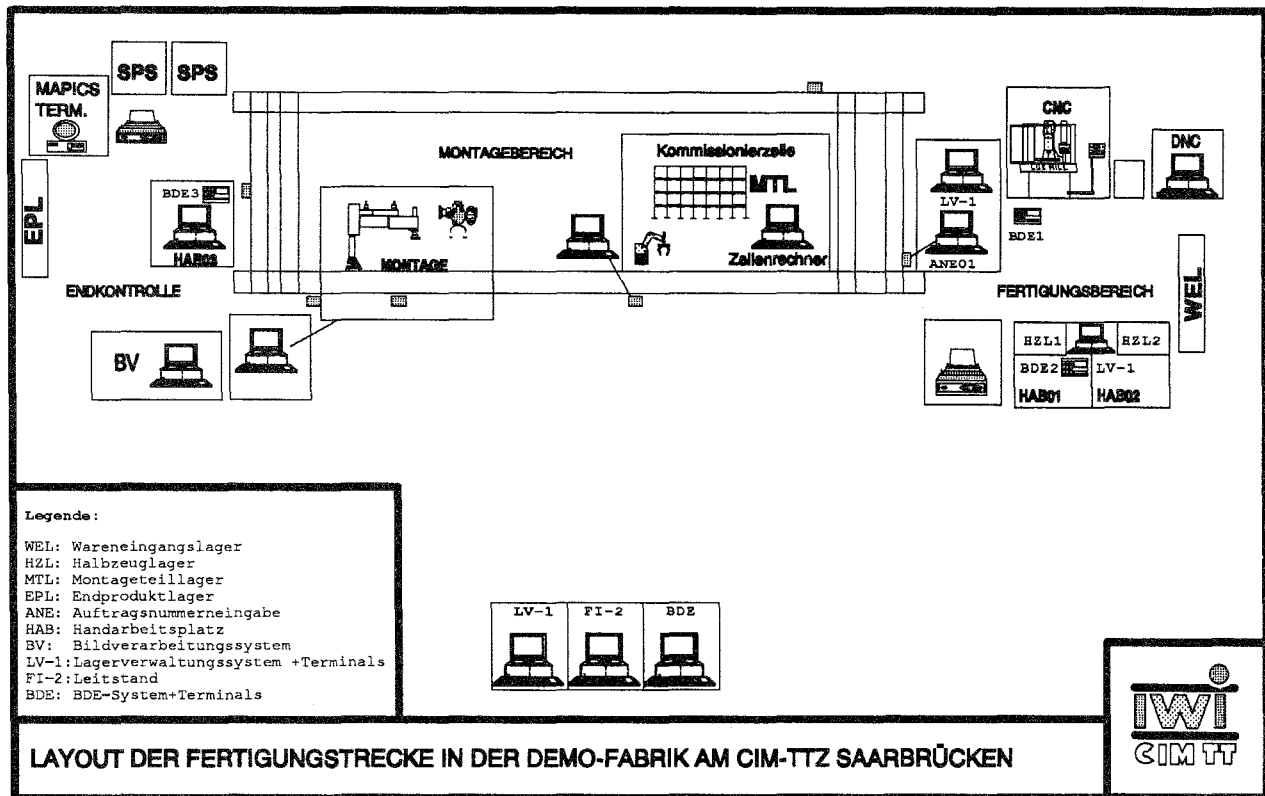 SPS
SPS
MAPICS
TERM.
EPL
BDE3
HAB03
ENDKONTROLLE
BV
MONTAGEBEREICH
MONTAGE
Kommissionierzelle
MTL
Zellenrechner
LV-1
ANE01
CNC
BDE1
DNC
FERTIGUNGSBEREICH
WEL
HZL1
HZL2
BDE2
LV-1
HAB01
HAB02
Legende:
WEL: Wareneingangslager
HZL: Halbzeuglager
MTL: Montageteillager
EPL: Endproduktlager
ANE: Auftragsnummerneingabe
HAB: Handarbeitsplatz
BV: Bildverarbeitungssystem
LV-1:Lagerverwaltungssystem +Terminals
FI-2:Leitstand
BDE: BDE-System+Terminals
LV-1
FI-2
BDE
IWi
CIM TT
LAYOUT DER FERTIGUNGSTRECKE IN DER DEMO-FABRIK AM CIM-TTZ SAARBRÜCKEN